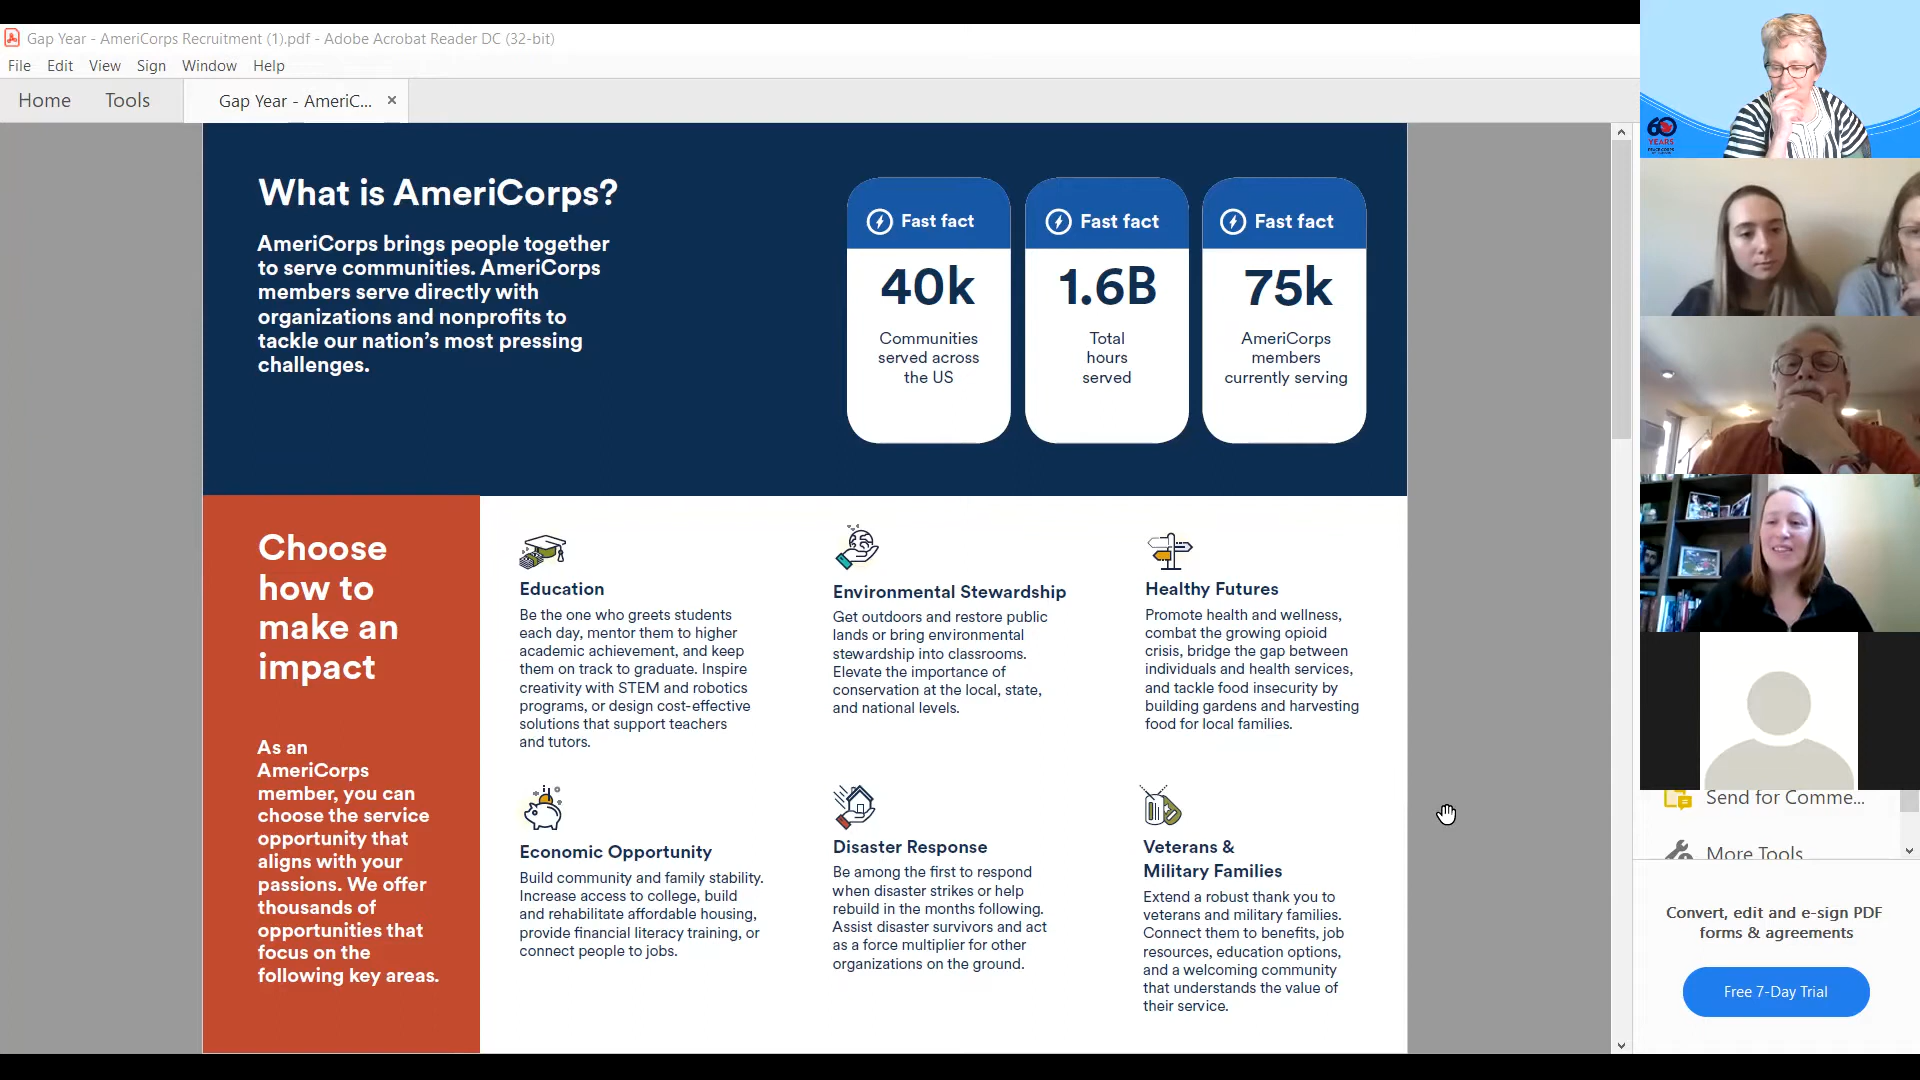 Gap Year - AmeriCorps Recruitment (1).pdf - Adobe Acrobat Reader DC (32-bit)
File Edit View Sign Window Help
Home Tools Gap Year - AmeriC... ×
What is AmeriCorps?
AmeriCorps brings people together
to serve communities. AmeriCorps
members serve directly with
organizations and nonprofits to
tackle our nation's most pressing
challenges.
Fast fact
40k
Communities
served across
the US
Fast fact
1.6B
Total
hours
served
Fast fact
75k
AmeriCorps
members
currently serving
Choose
how to
make an
impact
As an
AmeriCorps
member, you can
choose the service
opportunity that
aligns with your
passions. We offer
thousands of
opportunities that
focus on the
following key areas.
Education
Be the one who greets students
each day, mentor them to higher
academic achievement, and keep
them on track to graduate. Inspire
creativity with STEM and robotics
programs, or design cost-effective
solutions that support teachers
and tutors.
Environmental Stewardship
Get outdoors and restore public
lands or bring environmental
stewardship into classrooms.
Elevate the importance of
conservation at the local, state,
and national levels.
Healthy Futures
Promote health and wellness,
combat the growing opioid
crisis, bridge the gap between
individuals and health services,
and tackle food insecurity by
building gardens and harvesting
food for local families.
Economic Opportunity
Build community and family stability.
Increase access to college, build
and rehabilitate affordable housing,
provide financial literacy training, or
connect people to jobs.
Disaster Response
Be among the first to respond
when disaster strikes or help
rebuild in the months following.
Assist disaster survivors and act
as a force multiplier for other
organizations on the ground.
Veterans &
Military Families
Extend a robust thank you to
veterans and military families.
Connect them to benefits, job
resources, education options,
and a welcoming community
that understands the value of
their service.
60
YEARS
Send for Comme...
More Tools
Convert, edit and e-sign PDF
forms & agreements
Free 7-Day Trial